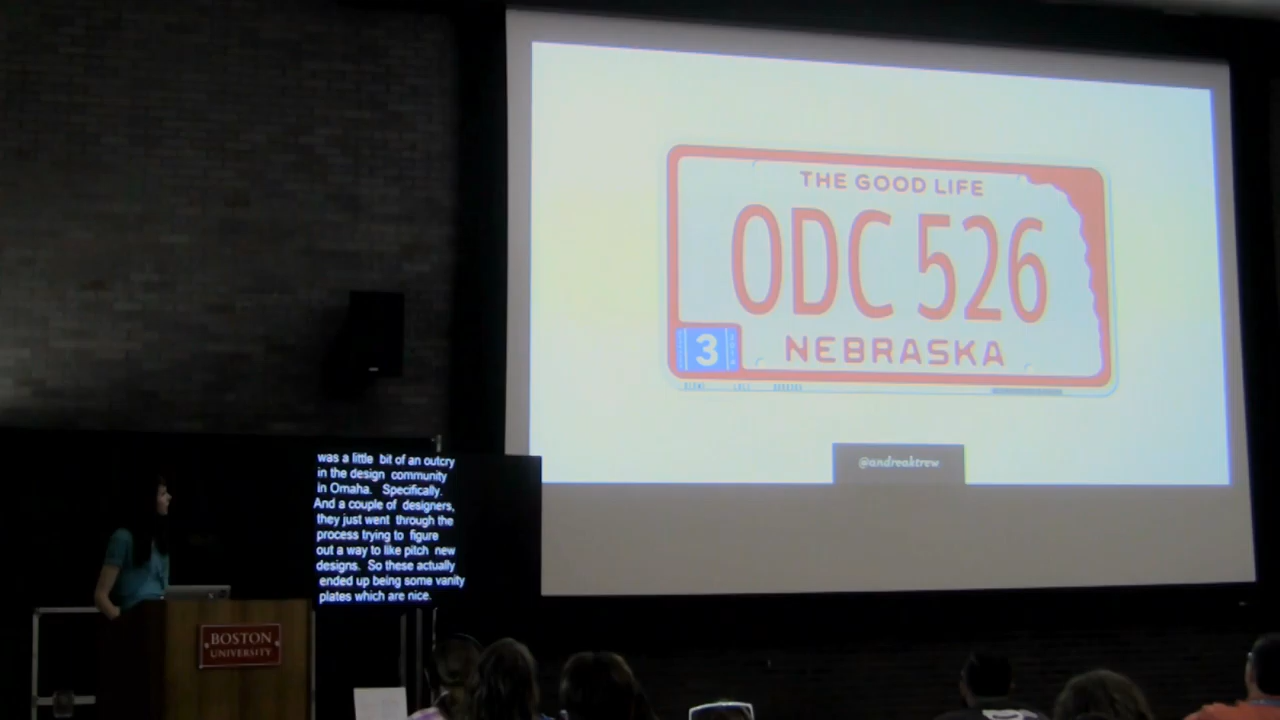 THE GOOD LIFE
ODC 526
3
NEBRASKA
@andreaktrew
was a little bit of an outcry
in the design community
In Omaha. Specifically.
And a couple of designers,
they just went through the
process trying to figure
out a way to like pitch new
designs. So these actually
ended up being some vanity
plates which are nice.
BOSTON
UNIVERSITY